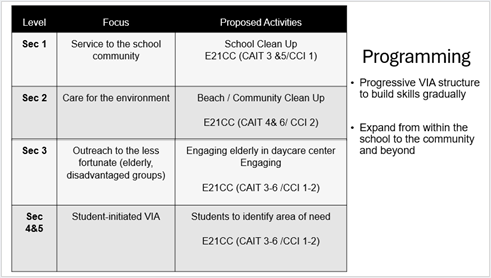 Level Focus Proposed Activities
Sec 1 Service to the school School Clean Up
community E21CC (CAIT 3 &5/CCI 1)
Sec 2 Care for the environment Beach / Community Clean Up
E21CC (CAIT 4& 6/ CCI 2)
Sec 3 Outreach to the less Engaging elderly in daycare center
fortunate (elderly, Engaging
disadvantaged groups)
E21CC (CAIT 3-6 /CCI 1-2)
Sec Student-initiated VIA Students to identify area of need
4&5
E21CC (CAIT 3-6 /CCI 1-2)
Programming
• Progressive VIA structure
to build skills gradually
• Expand from within the
school to the community
and beyond